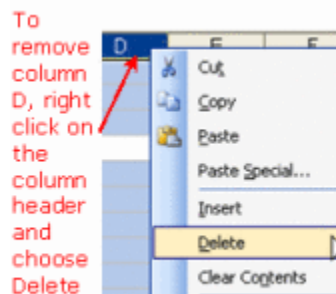 To
remove
column
D, right
click on
the
column
header
and
choose
Delete
D E F
Cut
Copy
Paste
Paste Special...
Insert
Delete
Clear Contents